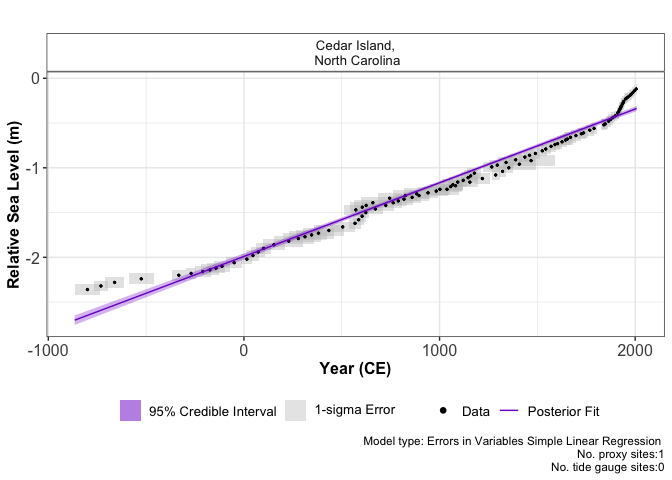 Cedar Island,
North Carolina
Relative Sea Level (m)
0
-1
-2
-1000
0
1000
2000
Year (CE)
95% Credible Interval
1-sigma Error
Data
Posterior Fit
Model type: Errors in Variables Simple Linear Regression
No. proxy sites:1
No. tide gauge sites:0